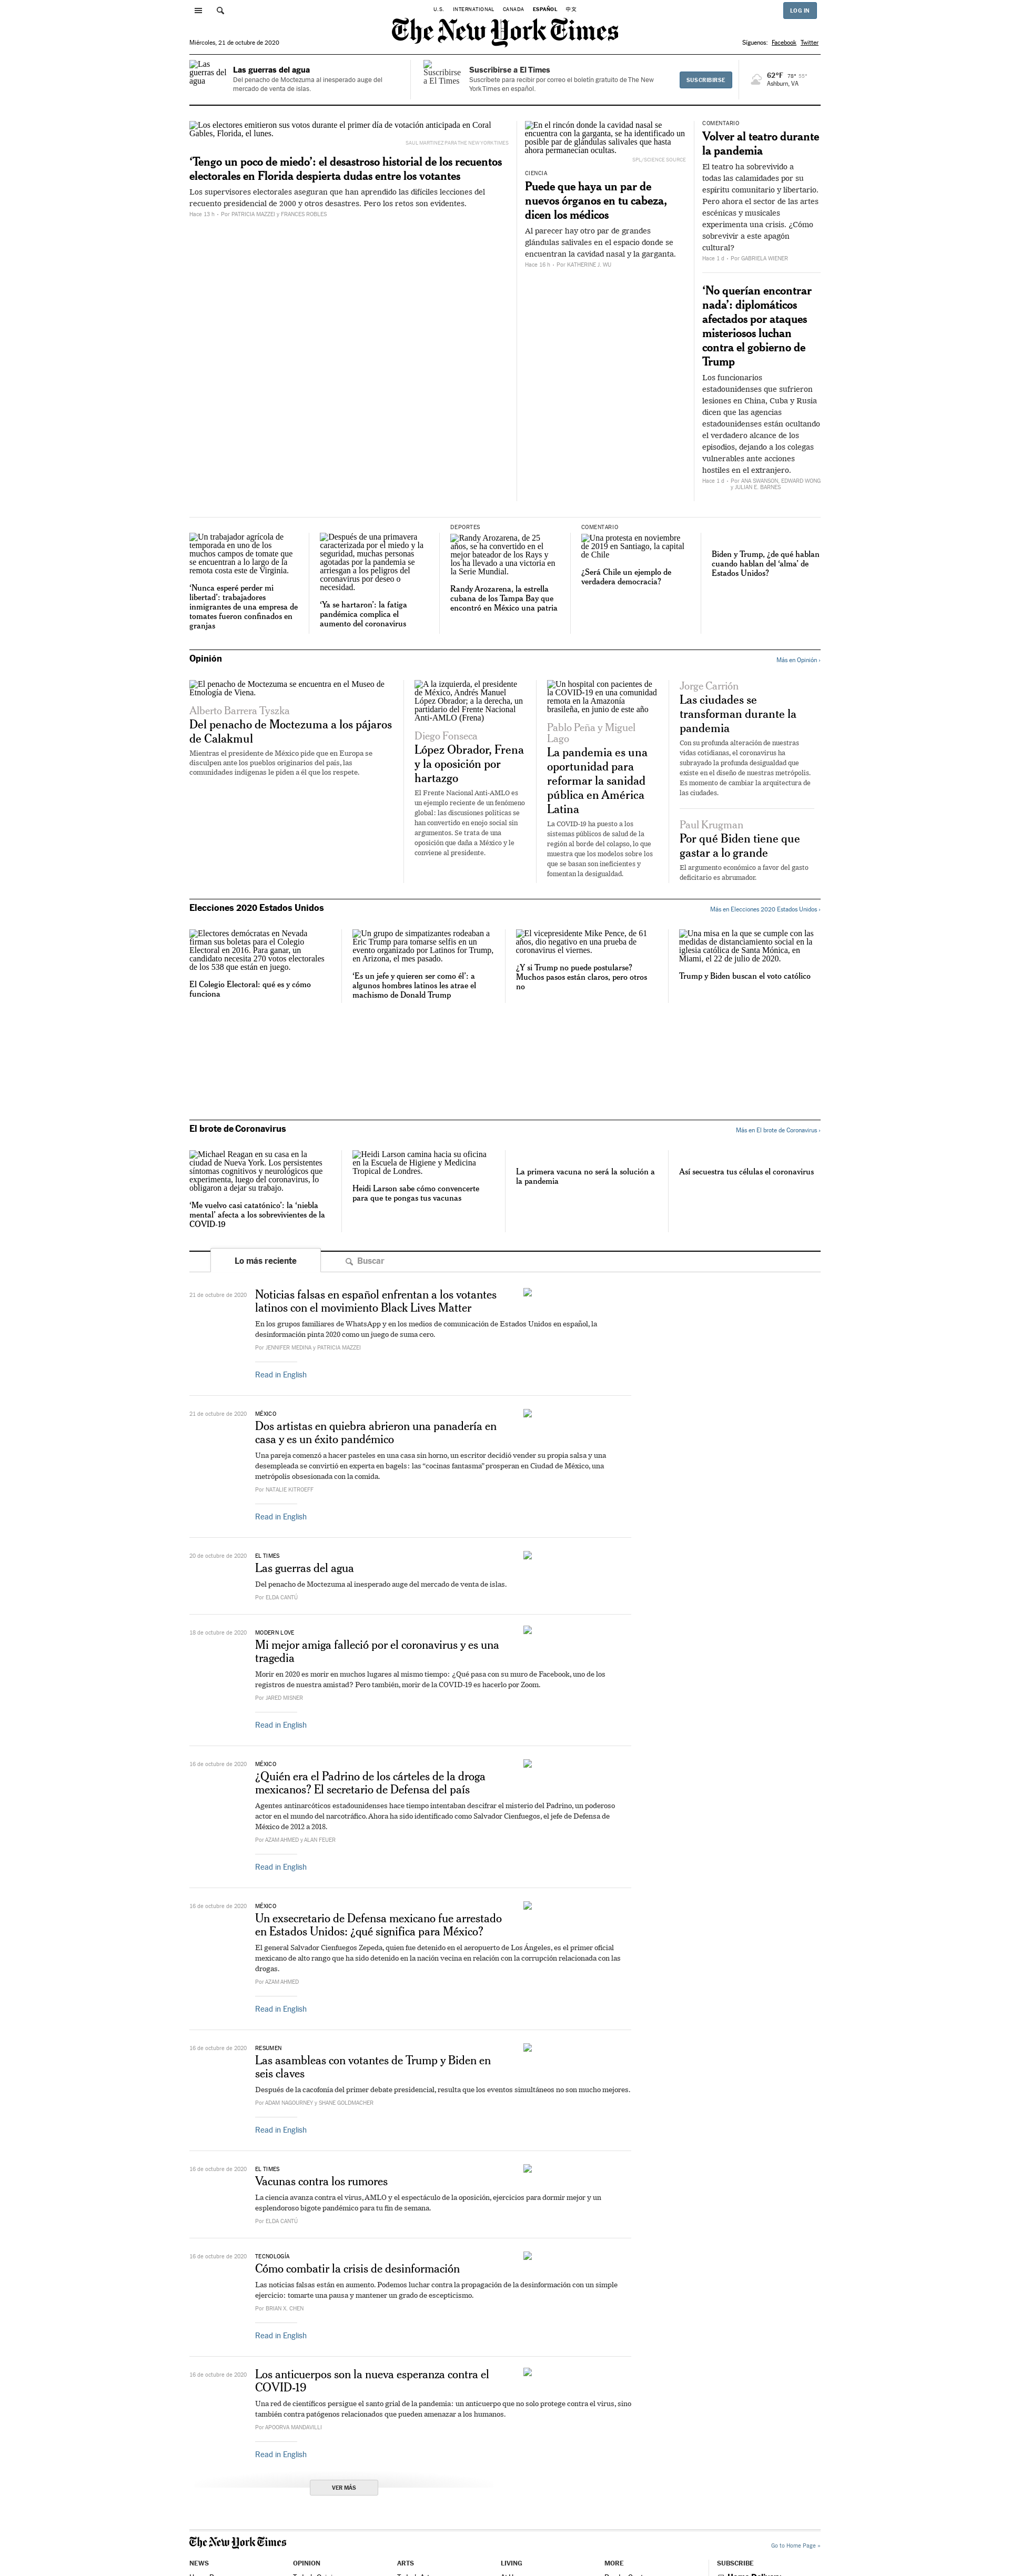 U.S. INTERNATIONAL CANADA ESPAÑOL 中文
LOG IN
The New York Times
Miércoles, 21 de octubre de 2020
Síguenos: Facebook Twitter
Las guerras del agua
Las guerras del agua
Del penacho de Moctezuma al inesperado auge del
mercado de venta de islas.
Suscribirse a El Times
Suscribirse a El Times
Suscríbete para recibir por correo el boletín gratuito de The New
York Times en español.
SUSCRIBIRSE
62°F 78° 55°
Ashburn, VA
Los electores emitieron sus votos durante el primer día de votación anticipada en Coral
Gables, Florida, el lunes.
SAUL MARTINEZ PARA THE NEW YORK TIMES
‘Tengo un poco de miedo’: el desastroso historial de los recuentos
electorales en Florida despierta dudas entre los votantes
Los supervisores electorales aseguran que han aprendido las difíciles lecciones del
recuento presidencial de 2000 y otros desastres. Pero los retos son evidentes.
Hace 13 h - Por PATRICIA MAZZEI y FRANCES ROBLES
En el rincón donde la cavidad nasal se
encuentra con la garganta, se ha identificado un
posible par de glándulas salivales que hasta
ahora permanecían ocultas.
SPL/SCIENCE SOURCE
CIENCIA
Puede que haya un par de
nuevos órganos en tu cabeza,
dicen los médicos
Al parecer hay otro par de grandes
glándulas salivales en el espacio donde se
encuentran la cavidad nasal y la garganta.
Hace 16 h - Por KATHERINE J. WU
COMENTARIO
Volver al teatro durante
la pandemia
El teatro ha sobrevivido a
todas las calamidades por su
espíritu comunitario y libertario.
Pero ahora el sector de las artes
escénicas y musicales
experimenta una crisis. ¿Cómo
sobrevivir a este apagón
cultural?
Hace 1 d - Por GABRIELA WIENER
‘No querían encontrar
nada’: diplomáticos
afectados por ataques
misteriosos luchan
contra el gobierno de
Trump
Los funcionarios
estadounidenses que sufrieron
lesiones en China, Cuba y Rusia
dicen que las agencias
estadounidenses están ocultando
el verdadero alcance de los
episodios, dejando a los colegas
vulnerables ante acciones
hostiles en el extranjero.
Hace 1 d - Por ANA SWANSON, EDWARD WONG
y JULIAN E. BARNES
Un trabajador agrícola de
temporada en uno de los
muchos campos de tomate que
se encuentran a lo largo de la
remota costa este de Virginia.
‘Nunca esperé perder mi
libertad’: trabajadores
inmigrantes de una empresa de
tomates fueron confinados en
granjas
Después de una primavera
caracterizada por el miedo y la
seguridad, muchas personas
agotadas por la pandemia se
arriesgan a los peligros del
coronavirus por deseo o
necesidad.
‘Ya se hartaron’: la fatiga
pandémica complica el
aumento del coronavirus
DEPORTES
Randy Arozarena, de 25
años, se ha convertido en el
mejor bateador de los Rays y
los ha llevado a una victoria en
la Serie Mundial.
Randy Arozarena, la estrella
cubana de los Tampa Bay que
encontró en México una patria
COMENTARIO
Una protesta en noviembre
de 2019 en Santiago, la capital
de Chile
¿Será Chile un ejemplo de
verdadera democracia?
Biden y Trump, ¿de qué hablan
cuando hablan del ‘alma’ de
Estados Unidos?
Opinión
Más en Opinión ›
El penacho de Moctezuma se encuentra en el Museo de
Etnología de Viena.
Alberto Barrera Tyszka
Del penacho de Moctezuma a los pájaros
de Calakmul
Mientras el presidente de México pide que en Europa se
disculpen ante los pueblos originarios del país, las
comunidades indígenas le piden a él que los respete.
A la izquierda, el presidente
de México, Andrés Manuel
López Obrador; a la derecha, un
partidario del Frente Nacional
Anti-AMLO (Frena)
Diego Fonseca
López Obrador, Frena
y la oposición por
hartazgo
El Frente Nacional Anti-AMLO es
un ejemplo reciente de un fenómeno
global: las discusiones políticas se
han convertido en enojo social sin
argumentos. Se trata de una
oposición que daña a México y le
conviene al presidente.
Un hospital con pacientes de
la COVID-19 en una comunidad
remota en la Amazonia
brasileña, en junio de este año
Pablo Peña y Miguel
Lago
La pandemia es una
oportunidad para
reformar la sanidad
pública en América
Latina
La COVID-19 ha puesto a los
sistemas públicos de salud de la
región al borde del colapso, lo que
muestra que los modelos sobre los
que se basan son ineficientes y
fomentan la desigualdad.
Jorge Carrión
Las ciudades se
transforman durante la
pandemia
Con su profunda alteración de nuestras
vidas cotidianas, el coronavirus ha
subrayado la profunda desigualdad que
existe en el diseño de nuestras metrópolis.
Es momento de cambiar la arquitectura de
las ciudades.
Paul Krugman
Por qué Biden tiene que
gastar a lo grande
El argumento económico a favor del gasto
deficitario es abrumador.
Elecciones 2020 Estados Unidos
Más en Elecciones 2020 Estados Unidos ›
Electores demócratas en Nevada
firman sus boletas para el Colegio
Electoral en 2016. Para ganar, un
candidato necesita 270 votos electorales
de los 538 que están en juego.
El Colegio Electoral: qué es y cómo
funciona
Un grupo de simpatizantes rodeaban a
Eric Trump para tomarse selfis en un
evento organizado por Latinos for Trump,
en Arizona, el mes pasado.
‘Es un jefe y quieren ser como él’: a
algunos hombres latinos les atrae el
machismo de Donald Trump
El vicepresidente Mike Pence, de 61
años, dio negativo en una prueba de
coronavirus el viernes.
¿Y si Trump no puede postularse?
Muchos pasos están claros, pero otros
no
Una misa en la que se cumple con las
medidas de distanciamiento social en la
iglesia católica de Santa Mónica, en
Miami, el 22 de julio de 2020.
Trump y Biden buscan el voto católico
El brote de Coronavirus
Más en El brote de Coronavirus ›
Michael Reagan en su casa en la
ciudad de Nueva York. Los persistentes
síntomas cognitivos y neurológicos que
experimenta, luego del coronavirus, lo
obligaron a dejar su trabajo.
‘Me vuelvo casi catatónico’: la ‘niebla
mental’ afecta a los sobrevivientes de la
COVID-19
Heidi Larson camina hacia su oficina
en la Escuela de Higiene y Medicina
Tropical de Londres.
Heidi Larson sabe cómo convencerte
para que te pongas tus vacunas
La primera vacuna no será la solución a
la pandemia
Así secuestra tus células el coronavirus
Lo más reciente
Buscar
21 de octubre de 2020
Noticias falsas en español enfrentan a los votantes
latinos con el movimiento Black Lives Matter
En los grupos familiares de WhatsApp y en los medios de comunicación de Estados Unidos en español, la
desinformación pinta 2020 como un juego de suma cero.
Por JENNIFER MEDINA y PATRICIA MAZZEI
Read in English
21 de octubre de 2020
MÉXICO
Dos artistas en quiebra abrieron una panadería en
casa y es un éxito pandémico
Una pareja comenzó a hacer pasteles en una casa sin horno, un escritor decidió vender su propia salsa y una
desempleada se convirtió en experta en bagels: las “cocinas fantasma” prosperan en Ciudad de México, una
metrópolis obsesionada con la comida.
Por NATALIE KITROEFF
Read in English
20 de octubre de 2020
EL TIMES
Las guerras del agua
Del penacho de Moctezuma al inesperado auge del mercado de venta de islas.
Por ELDA CANTÚ
18 de octubre de 2020
MODERN LOVE
Mi mejor amiga falleció por el coronavirus y es una
tragedia
Morir en 2020 es morir en muchos lugares al mismo tiempo: ¿Qué pasa con su muro de Facebook, uno de los
registros de nuestra amistad? Pero también, morir de la COVID-19 es hacerlo por Zoom.
Por JARED MISNER
Read in English
16 de octubre de 2020
MÉXICO
¿Quién era el Padrino de los cárteles de la droga
mexicanos? El secretario de Defensa del país
Agentes antinarcóticos estadounidenses hace tiempo intentaban descifrar el misterio del Padrino, un poderoso
actor en el mundo del narcotráfico. Ahora ha sido identificado como Salvador Cienfuegos, el jefe de Defensa de
México de 2012 a 2018.
Por AZAM AHMED y ALAN FEUER
Read in English
16 de octubre de 2020
MÉXICO
Un exsecretario de Defensa mexicano fue arrestado
en Estados Unidos: ¿qué significa para México?
El general Salvador Cienfuegos Zepeda, quien fue detenido en el aeropuerto de Los Ángeles, es el primer oficial
mexicano de alto rango que ha sido detenido en la nación vecina en relación con la corrupción relacionada con las
drogas.
Por AZAM AHMED
Read in English
16 de octubre de 2020
RESUMEN
Las asambleas con votantes de Trump y Biden en
seis claves
Después de la cacofonía del primer debate presidencial, resulta que los eventos simultáneos no son mucho mejores.
Por ADAM NAGOURNEY y SHANE GOLDMACHER
Read in English
16 de octubre de 2020
EL TIMES
Vacunas contra los rumores
La ciencia avanza contra el virus, AMLO y el espectáculo de la oposición, ejercicios para dormir mejor y un
esplendoroso bigote pandémico para tu fin de semana.
Por ELDA CANTÚ
16 de octubre de 2020
TECNOLOGÍA
Cómo combatir la crisis de desinformación
Las noticias falsas están en aumento. Podemos luchar contra la propagación de la desinformación con un simple
ejercicio: tomarte una pausa y mantener un grado de escepticismo.
Por BRIAN X. CHEN
Read in English
16 de octubre de 2020
Los anticuerpos son la nueva esperanza contra el
COVID-19
Una red de científicos persigue el santo grial de la pandemia: un anticuerpo que no solo protege contra el virus, sino
también contra patógenos relacionados que pueden amenazar a los humanos.
Por APOORVA MANDAVILLI
Read in English
VER MÁS
The New York Times
Go to Home Page »
NEWS OPINION ARTS LIVING MORE SUBSCRIBE